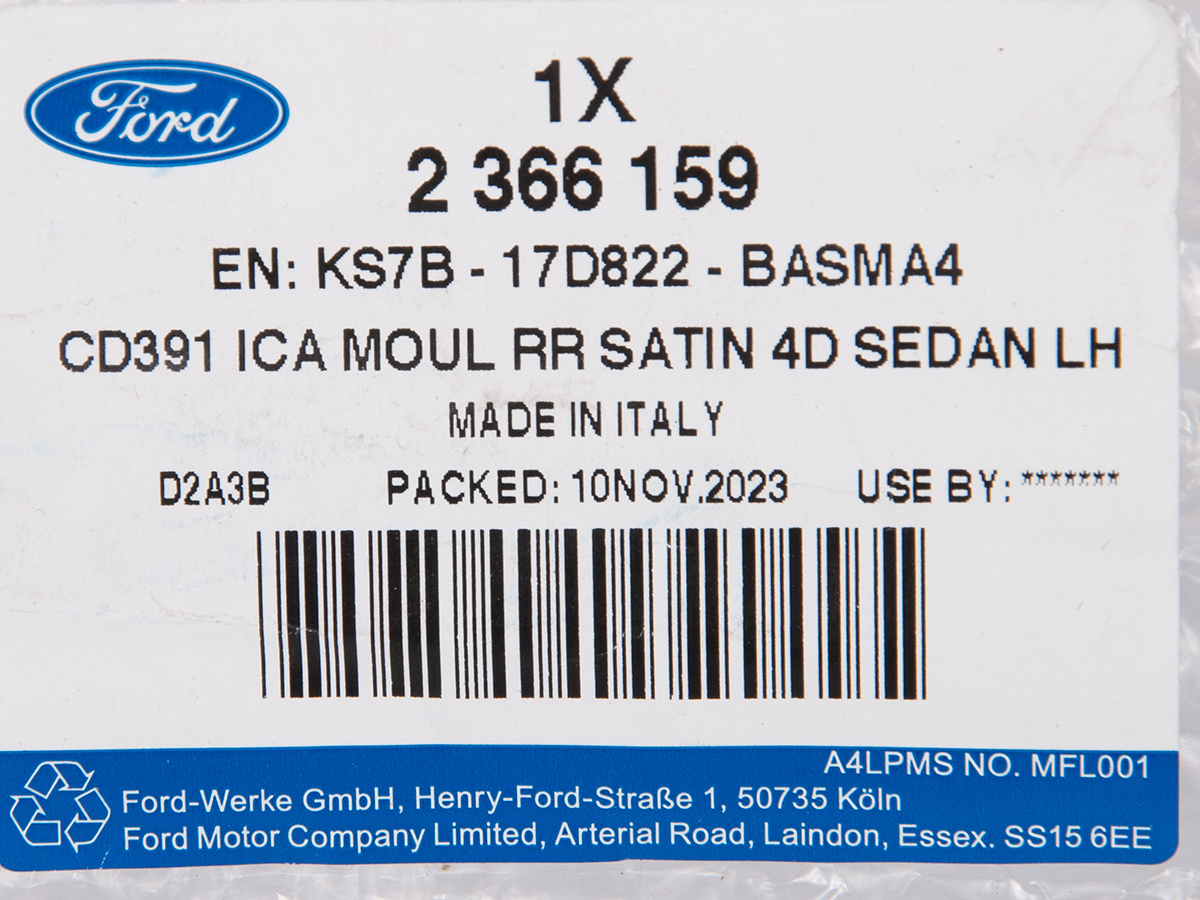 Ford
1X
2 366 159
EN: KS7B - 17D822 - BASMA4
CD391 ICA MOUL RR SATIN 4D SEDAN LH
MADE IN ITALY
D2A3B PACKED: 10NOV.2023 USE BY: *******
A4LPMS NO. MFL001
Ford-Werke GmbH, Henry-Ford-Straße 1, 50735 Köln
Ford Motor Company Limited, Arterial Road, Laindon, Essex. SS15 6EE